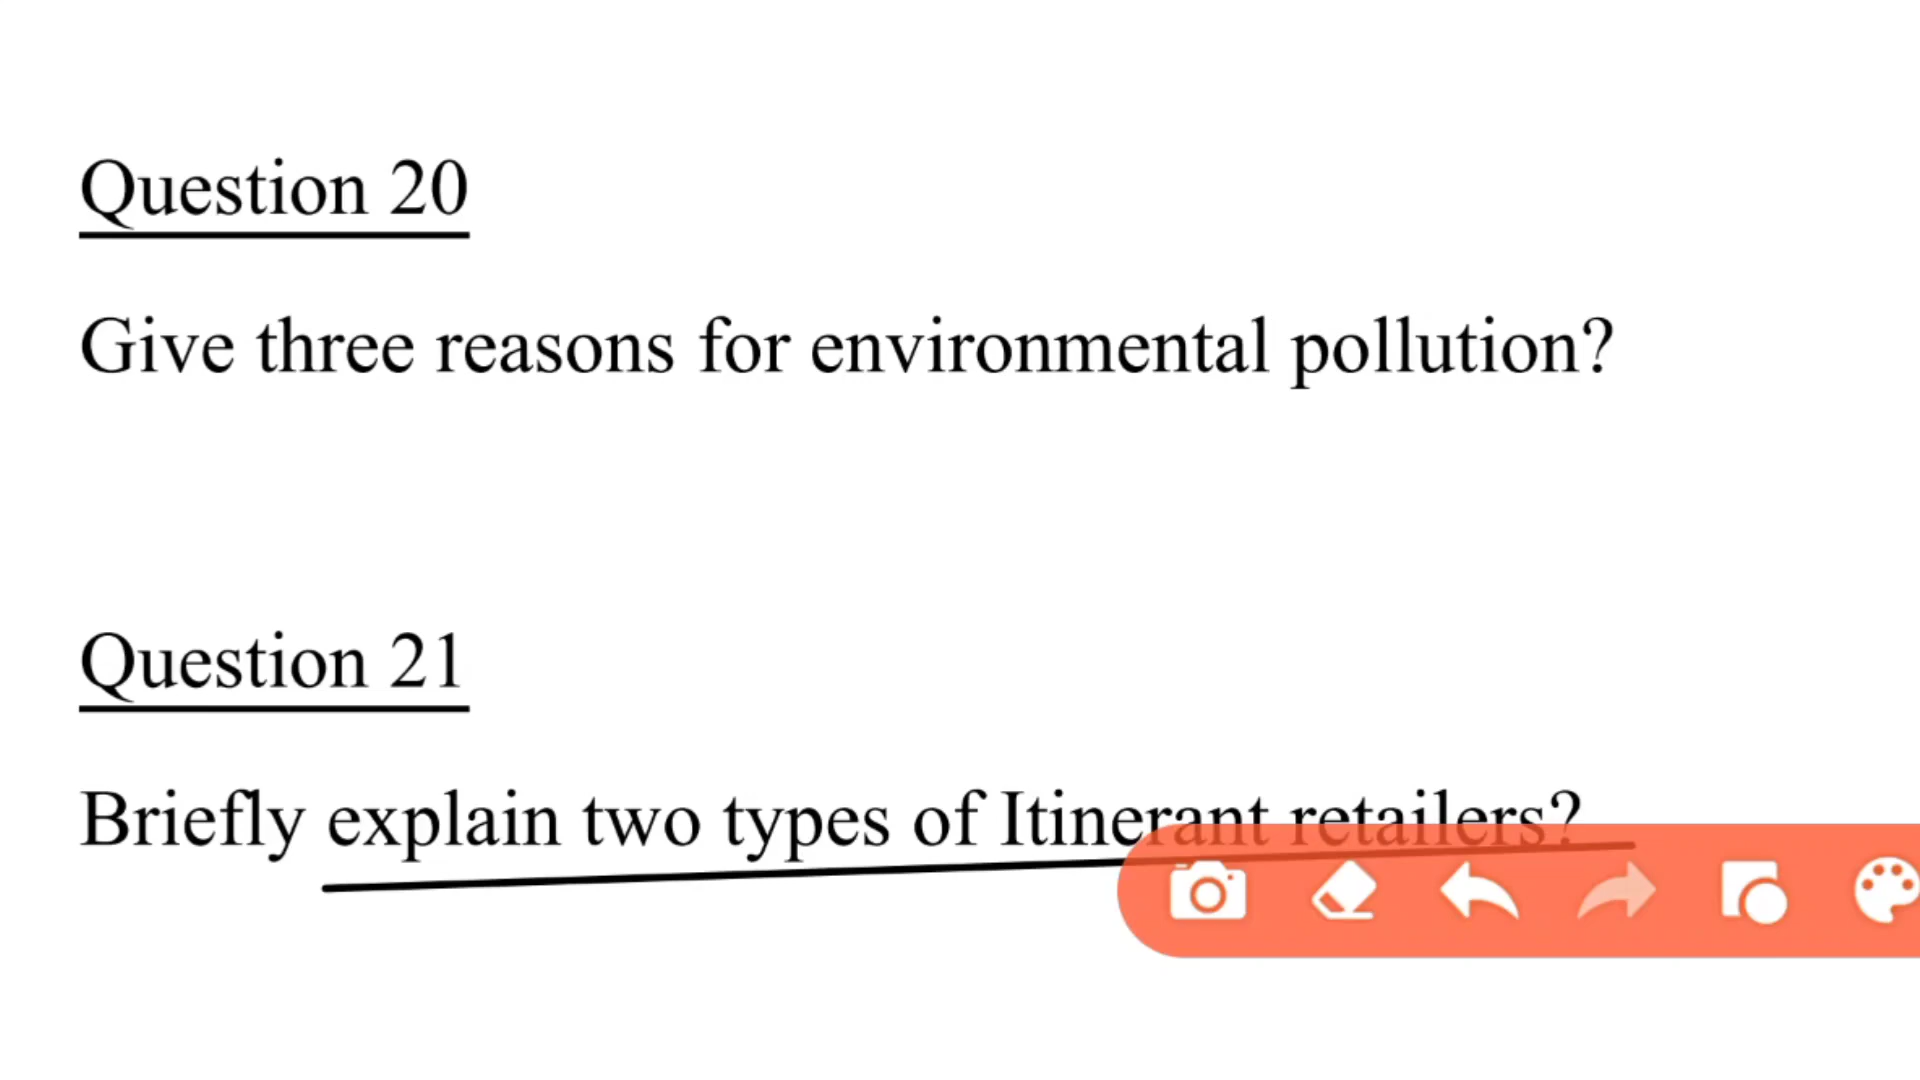 Question 20
Give three reasons for environmental pollution?
Question 21
Briefly explain two types of Itinerant retailers?